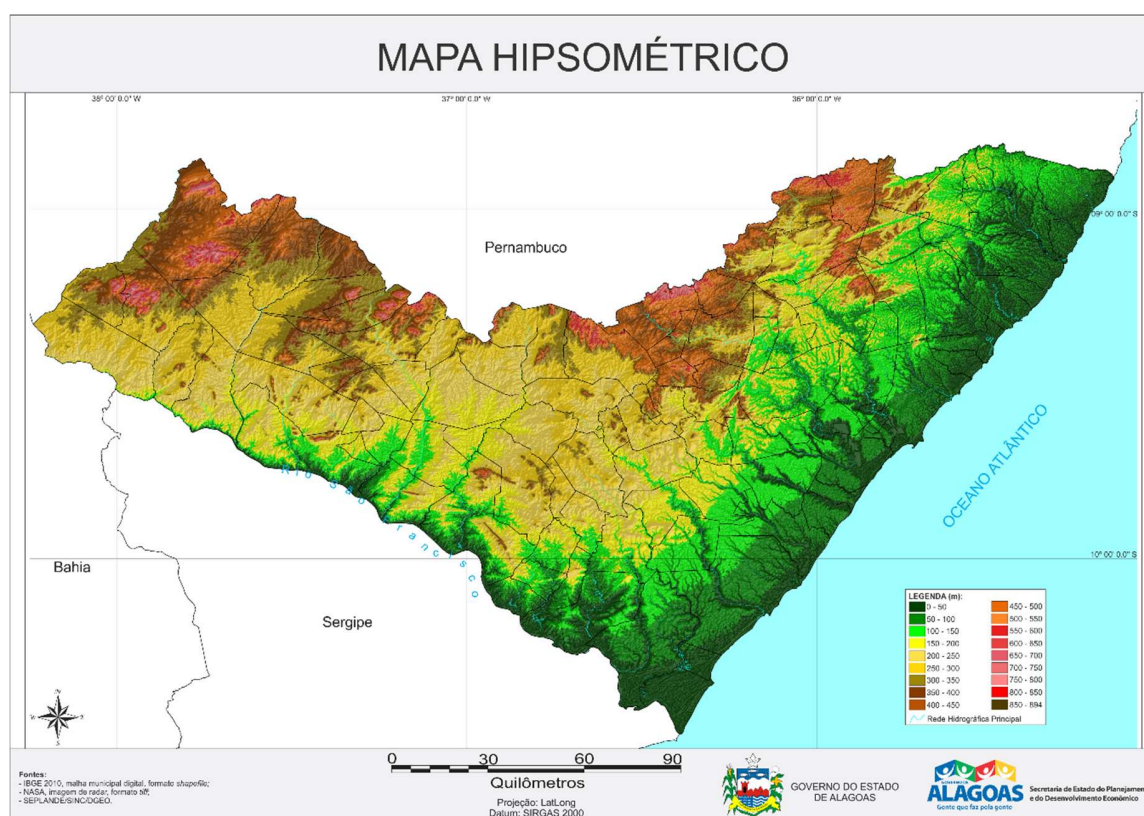 MAPA HIPSOMÉTRICO
38° 00' 0.0" W
37° 00' 0.0" W
36° 00' 0.0" W
09° 00' 0.0" S
Pernambuco
OCEANO ATLÂNTICO
Rio São Francisco
10° 00' 0.0" S
Bahia
Sergipe
LEGENDA (m):
0 - 50
50 - 100
100 - 150
150 - 200
200 - 250
250 - 300
300 - 350
350 - 400
400 - 450
450 - 500
500 - 550
550 - 600
600 - 650
650 - 700
700 - 750
750 - 800
800 - 850
850 - 894
Rede Hidrográfica Principal
N
W
S
0 30 60 90
Quilômetros
Projeção: LatLong
Datum: SIRGAS 2000
Fontes:
- IBGE 2010, malha municipal digital, formato shapefile;
- NASA, imagem de radar, formato tiff;
- SEPLANDE/SINC/DGEO.
GOVERNO DO ESTADO
DE ALAGOAS
GOVERNO DE
ALAGOAS
Gente que faz pela gente
Secretaria de Estado do Planejamen
e do Desenvolvimento Econômico